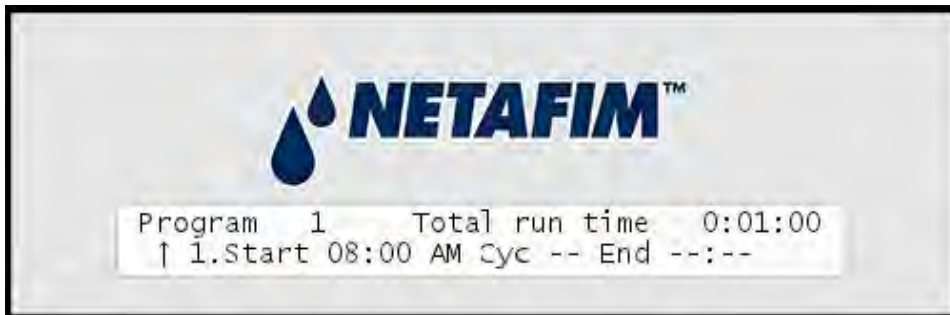 NETAFIM™
Program 1 Total run time 0:01:00
↑ 1.Start 08:00 AM Cyc -- End --:--